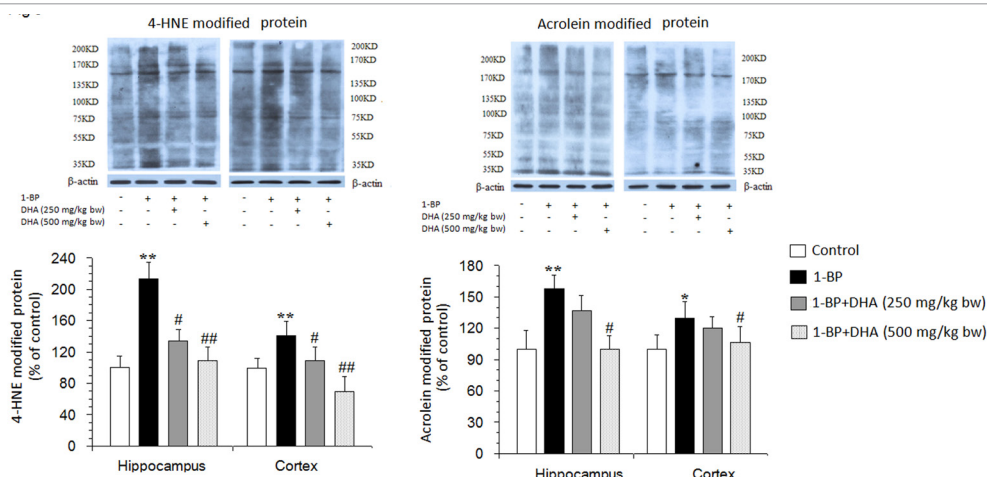 4-HNE modified protein
200KD
170KD
135KD
100KD
75KD
55KD
35KD
β-actin
200KD
170KD
135KD
100KD
75KD
55KD
35KD
β-actin
1-BP - + + + - + + +
DHA (250 mg/kg bw) - - + - - - + -
DHA (500 mg/kg bw) - - - + - - - +
Acrolein modified protein
200KD
170KD
135KD
100KD
75KD
55KD
35KD
β-actin
200KD
170KD
135KD
100KD
75KD
55KD
35KD
β-actin
1-BP - + + + - + + +
DHA (250 mg/kg bw) - - + - - - + -
DHA (500 mg/kg bw) - - - + - - - +
4-HNE modified protein
(% of control)
240
200
160
120
80
40
0
**
#
##
**
#
##
Hippocampus Cortex
Acrolein modified protein
(% of control)
180
150
120
90
60
30
0
**
#
*
#
Hippocampus Cortex
Control
1-BP
1-BP+DHA (250 mg/kg bw)
1-BP+DHA (500 mg/kg bw)